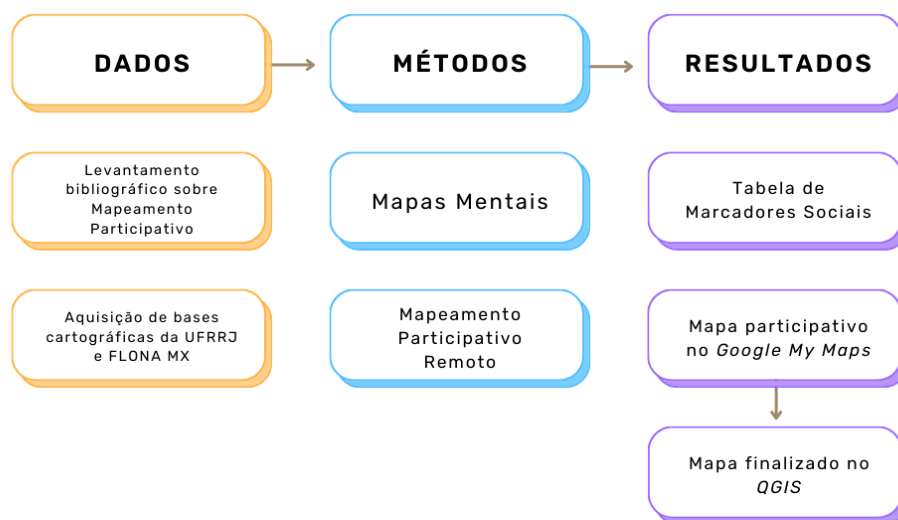 DADOS
MÉTODOS
RESULTADOS
Levantamento
bibliográfico sobre
Mapeamento
Participativo
Mapas Mentais
Tabela de
Marcadores Sociais
Aquisição de bases
cartográficas da UFRRJ
e FLONA MX
Mapeamento
Participativo
Remoto
Mapa participativo
no Google My Maps
Mapa finalizado no
QGIS